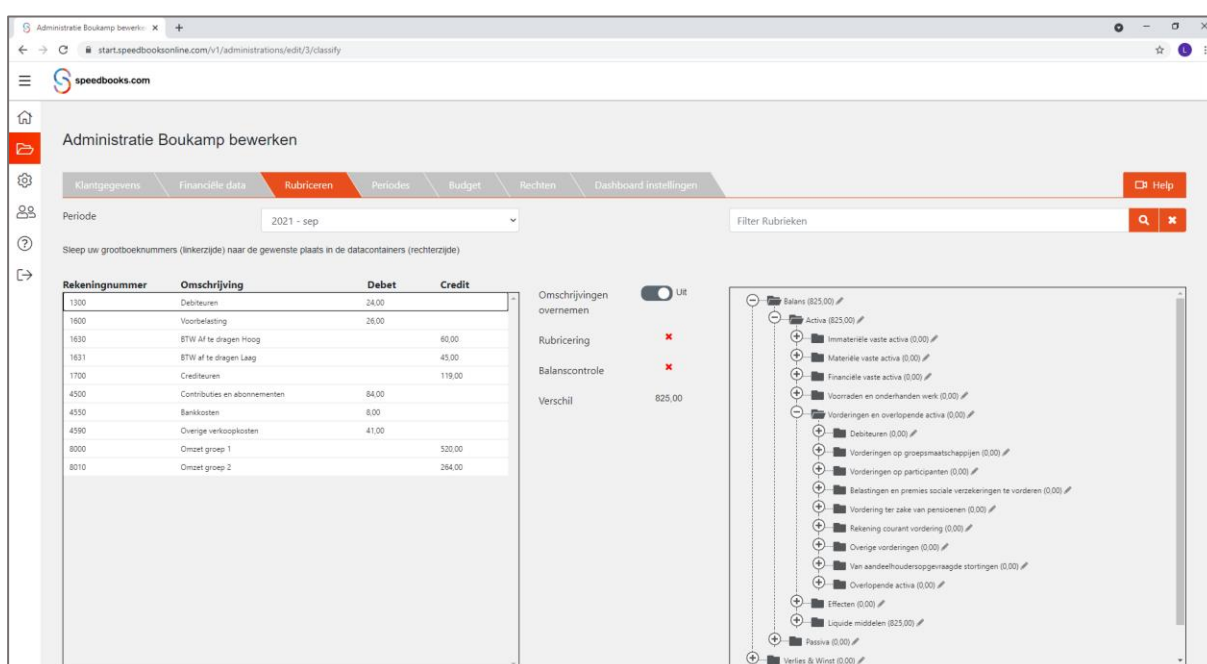 Administratie Boukamp bewerke
start.speedbooksonline.com/v1/administrations/edit/3/classify
L
speedbooks.com
Administratie Boukamp bewerken
Klantgegevens Financiële data Rubriceren Periodes Budget Rechten Dashboard instellingen Help
Periode 2021 - sep Filter Rubrieken
Sleep uw grootboeknummers (linkerzijde) naar de gewenste plaats in de datacontainers (rechterzijde)
Rekeningnummer Omschrijving Debet Credit
1300 Debiteuren 24,00
1600 Voorbelasting 26,00
1630 BTW Af te dragen Hoog 60,00
1631 BTW af te dragen Laag 45,00
1700 Crediteuren 119,00
4500 Contributies en abonnementen 84,00
4550 Bankkosten 8,00
4590 Overige verkoopkosten 41,00
8000 Omzet groep 1 520,00
8010 Omzet groep 2 264,00
Omschrijvingen overnemen Uit
Rubricering
Balanscontrole
Verschil 825,00
Balans (825,00)
Activa (825,00)
Immateriële vaste activa (0,00)
Materiële vaste activa (0,00)
Financiële vaste activa (0,00)
Voorraden en onderhanden werk (0,00)
Vorderingen en overlopende activa (0,00)
Debiteuren (0,00)
Vorderingen op groepsmaatschappijen (0,00)
Vorderingen op participanten (0,00)
Belastingen en premies sociale verzekeringen te vorderen (0,00)
Vordering ter zake van pensioenen (0,00)
Rekening courant vordering (0,00)
Overige vorderingen (0,00)
Van aandeelhoudersopgevraagde stortingen (0,00)
Overlopende activa (0,00)
Effecten (0,00)
Liquide middelen (825,00)
Passiva (0,00)
Verlies & Winst (0,00)